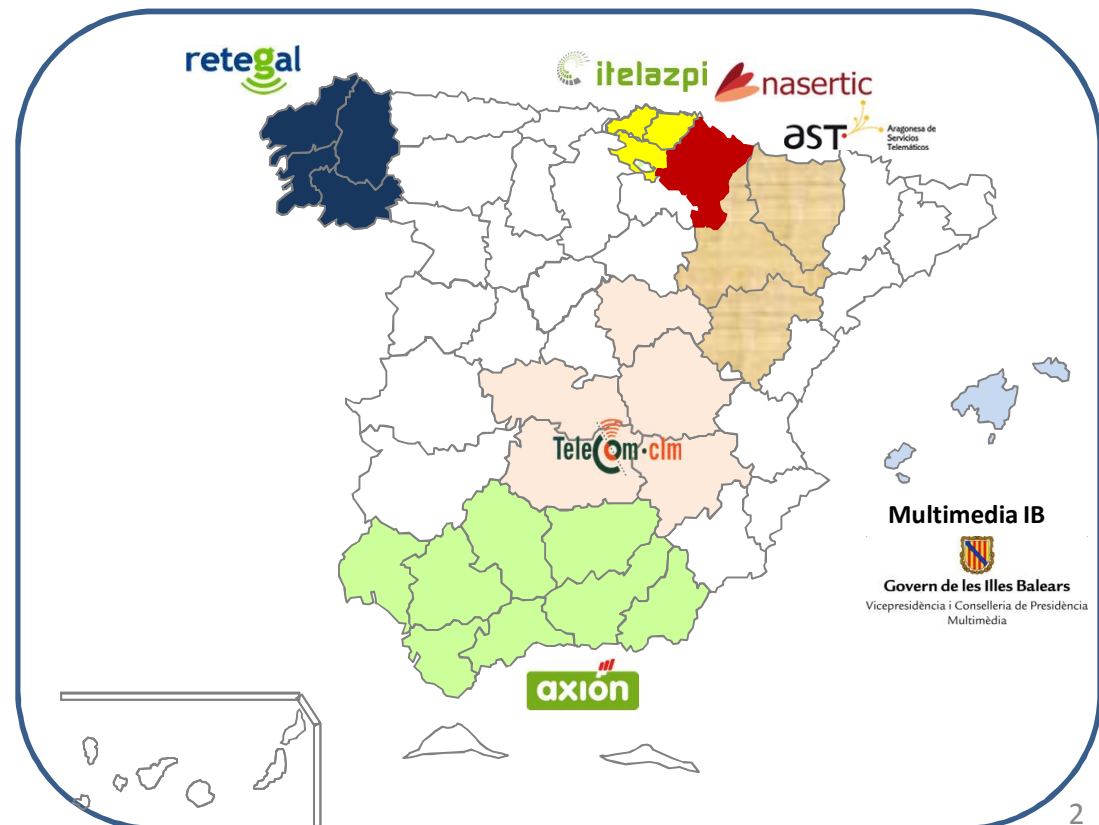 retegal
itelazpi
nasertic
aST
Aragonesa de
Servicios
Telemáticos
TeleCom·clm
Multimedia IB
Govern de les Illes Balears
Vicepresidència i Conselleria de Presidència
Multimèdia
axión
2